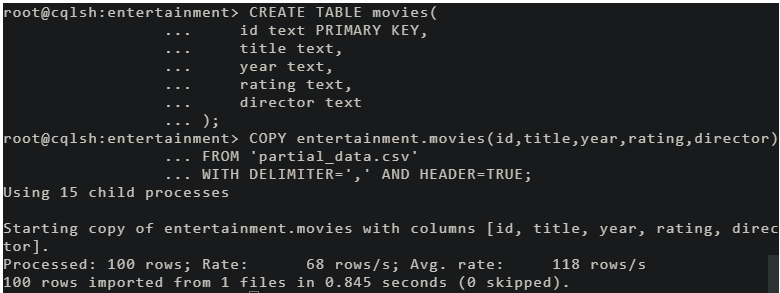 root@cqlsh:entertainment> CREATE TABLE movies(
... id text PRIMARY KEY,
... title text,
... year text,
... rating text,
... director text
... );
root@cqlsh:entertainment> COPY entertainment.movies(id,title,year,rating,director)
... FROM 'partial_data.csv'
... WITH DELIMITER=',' AND HEADER=TRUE;
Using 15 child processes
Starting copy of entertainment.movies with columns [id, title, year, rating, direc
tor].
Processed: 100 rows; Rate: 68 rows/s; Avg. rate: 118 rows/s
100 rows imported from 1 files in 0.845 seconds (0 skipped).